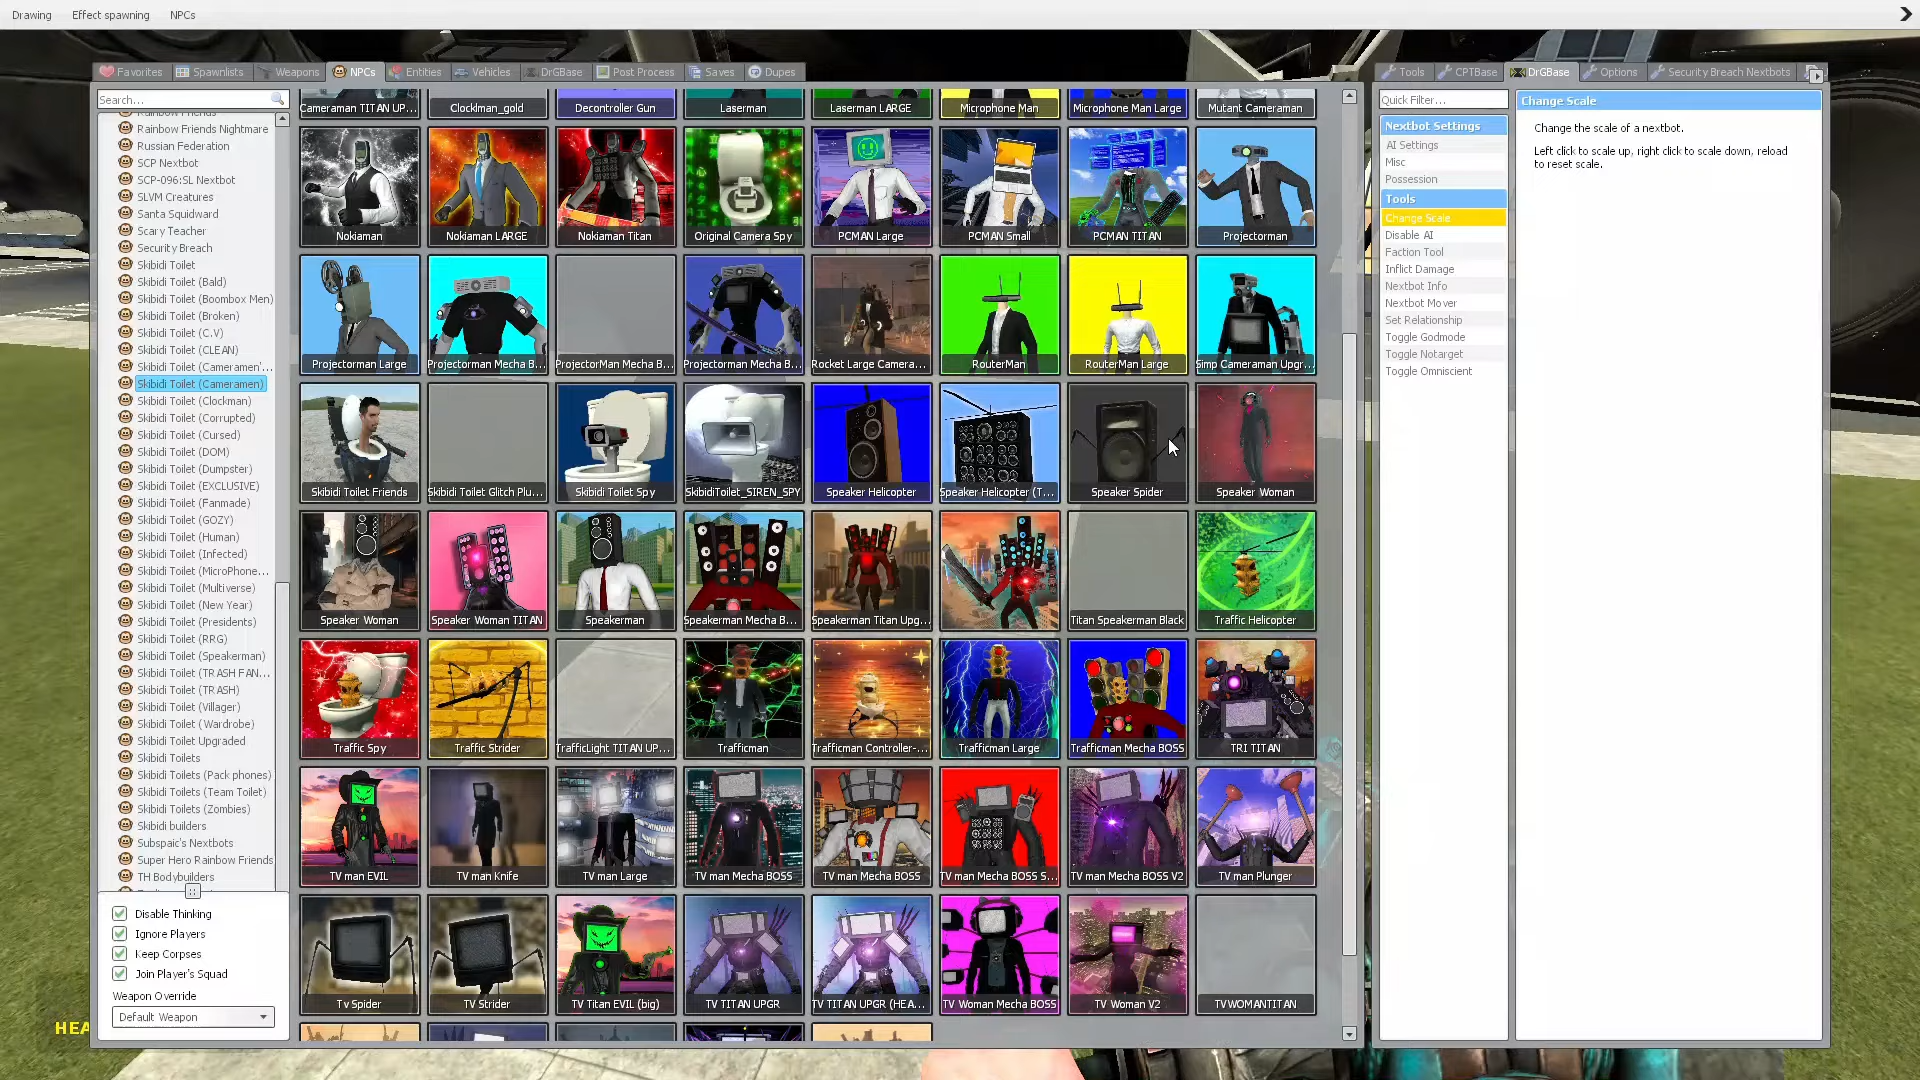 Drawing Effect spawning NPCs
Favorites Spawnlists Weapons NPCs Entities Vehicles DrGBase Post Process Saves Dupes
Tools CPTBase DrGBase Options Security Breach Nextbots
Search...
Rainbow Friends
Rainbow Friends Nightmare
Russian Federation
SCP Nextbot
SCP-096:SL Nextbot
SLVM Creatures
Santa Squidward
Scary Teacher
Security Breach
Skibidi Toilet
Skibidi Toilet (Bald)
Skibidi Toilet (Boombox Men)
Skibidi Toilet (Broken)
Skibidi Toilet (C.V)
Skibidi Toilet (CLEAN)
Skibidi Toilet (Cameramen'...
Skibidi Toilet (Cameramen)
Skibidi Toilet (Clockman)
Skibidi Toilet (Corrupted)
Skibidi Toilet (Cursed)
Skibidi Toilet (DOM)
Skibidi Toilet (Dumpster)
Skibidi Toilet (EXCLUSIVE)
Skibidi Toilet (Fanmade)
Skibidi Toilet (GOZY)
Skibidi Toilet (Human)
Skibidi Toilet (Infected)
Skibidi Toilet (MicroPhone...
Skibidi Toilet (Multiverse)
Skibidi Toilet (New Year)
Skibidi Toilet (Presidents)
Skibidi Toilet (RRG)
Skibidi Toilet (Speakerman)
Skibidi Toilet (TRASH FAN...
Skibidi Toilet (TRASH)
Skibidi Toilet (Villager)
Skibidi Toilet (Wardrobe)
Skibidi Toilet Upgraded
Skibidi Toilets
Skibidi Toilets (Pack phones)
Skibidi Toilets (Team Toilet)
Skibidi Toilets (Zombies)
Skibidi builders
Subspaic's Nextbots
Super Hero Rainbow Friends
TH Bodybuilders
Disable Thinking
Ignore Players
Keep Corpses
Join Player's Squad
Weapon Override
Default Weapon
HEA
Cameraman TITAN UP... Clocklman_gold Decontroller Gun Laserman Laserman LARGE Microphone Man Microphone Man Large Mutant Cameraman
Nokiaman Nokiaman LARGE Nokiaman Titan Original Camera Spy PCMAN Large PCMAN Small PCMAN TITAN Projectorman
Projectorman Large Projectorman Mecha B... ProjectorMan Mecha B... Projectorman Mecha B... Rocket Large Camera... RouterMan RouterMan Large Simp Cameraman Upgr...
Skibidi Toilet Friends Skibidi Toilet Glitch Plu... Skibidi Toilet Spy SkibidiToilet_SIREN_SPY Speaker Helicopter Speaker Helicopter (T... Speaker Spider Speaker Woman
Speaker Woman Speaker Woman TITAN Speakerman Speakerman Mecha B... Speakerman Titan Upg... Titan Speakerman Black Traffic Helicopter
Traffic Spy Traffic Strider TrafficLight TITAN UP... Trafficman Trafficman Controller-... Trafficman Large Trafficman Mecha BOSS TRI TITAN
TV man EVIL TV man Knife TV man Large TV man Mecha BOSS TV man Mecha BOSS TV man Mecha BOSS S... TV man Mecha BOSS V2 TV man Plunger
Tv Spider TV Strider TV Titan EVIL (big) TV TITAN UPGR TV TITAN UPGR (HEA... TV Woman Mecha BOSS TV Woman V2 TVWOMANTITAN
Quick Filter...
Nextbot Settings
AI Settings
Misc
Possession
Tools
Change Scale
Disable AI
Faction Tool
Inflict Damage
Nextbot Info
Nextbot Mover
Set Relationship
Toggle Godmode
Toggle Notarget
Toggle Omniscient
Change Scale
Change the scale of a nextbot.
Left click to scale up, right click to scale down, reload
to reset scale.